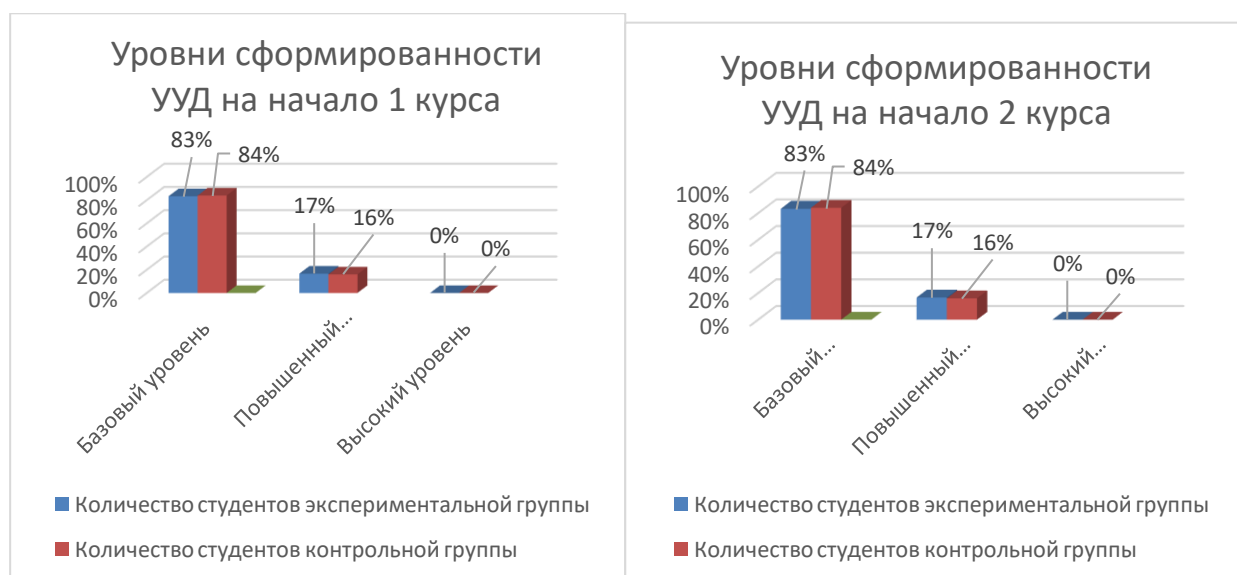 Уровни сформированности
УУД на начало 1 курса
83%
84%
100%
80%
60%
40%
20%
0%
17%
16%
0%
0%
Базовый уровень
Повышенный...
Высокий уровень
Количество студентов экспериментальной группы
Количество студентов контрольной группы
Уровни сформированности
УУД на начало 2 курса
83%
84%
100%
80%
60%
40%
20%
0%
17%
16%
0%
0%
Базовый...
Повышенный...
Высокий...
Количество студентов экспериментальной группы
Количество студентов контрольной группы